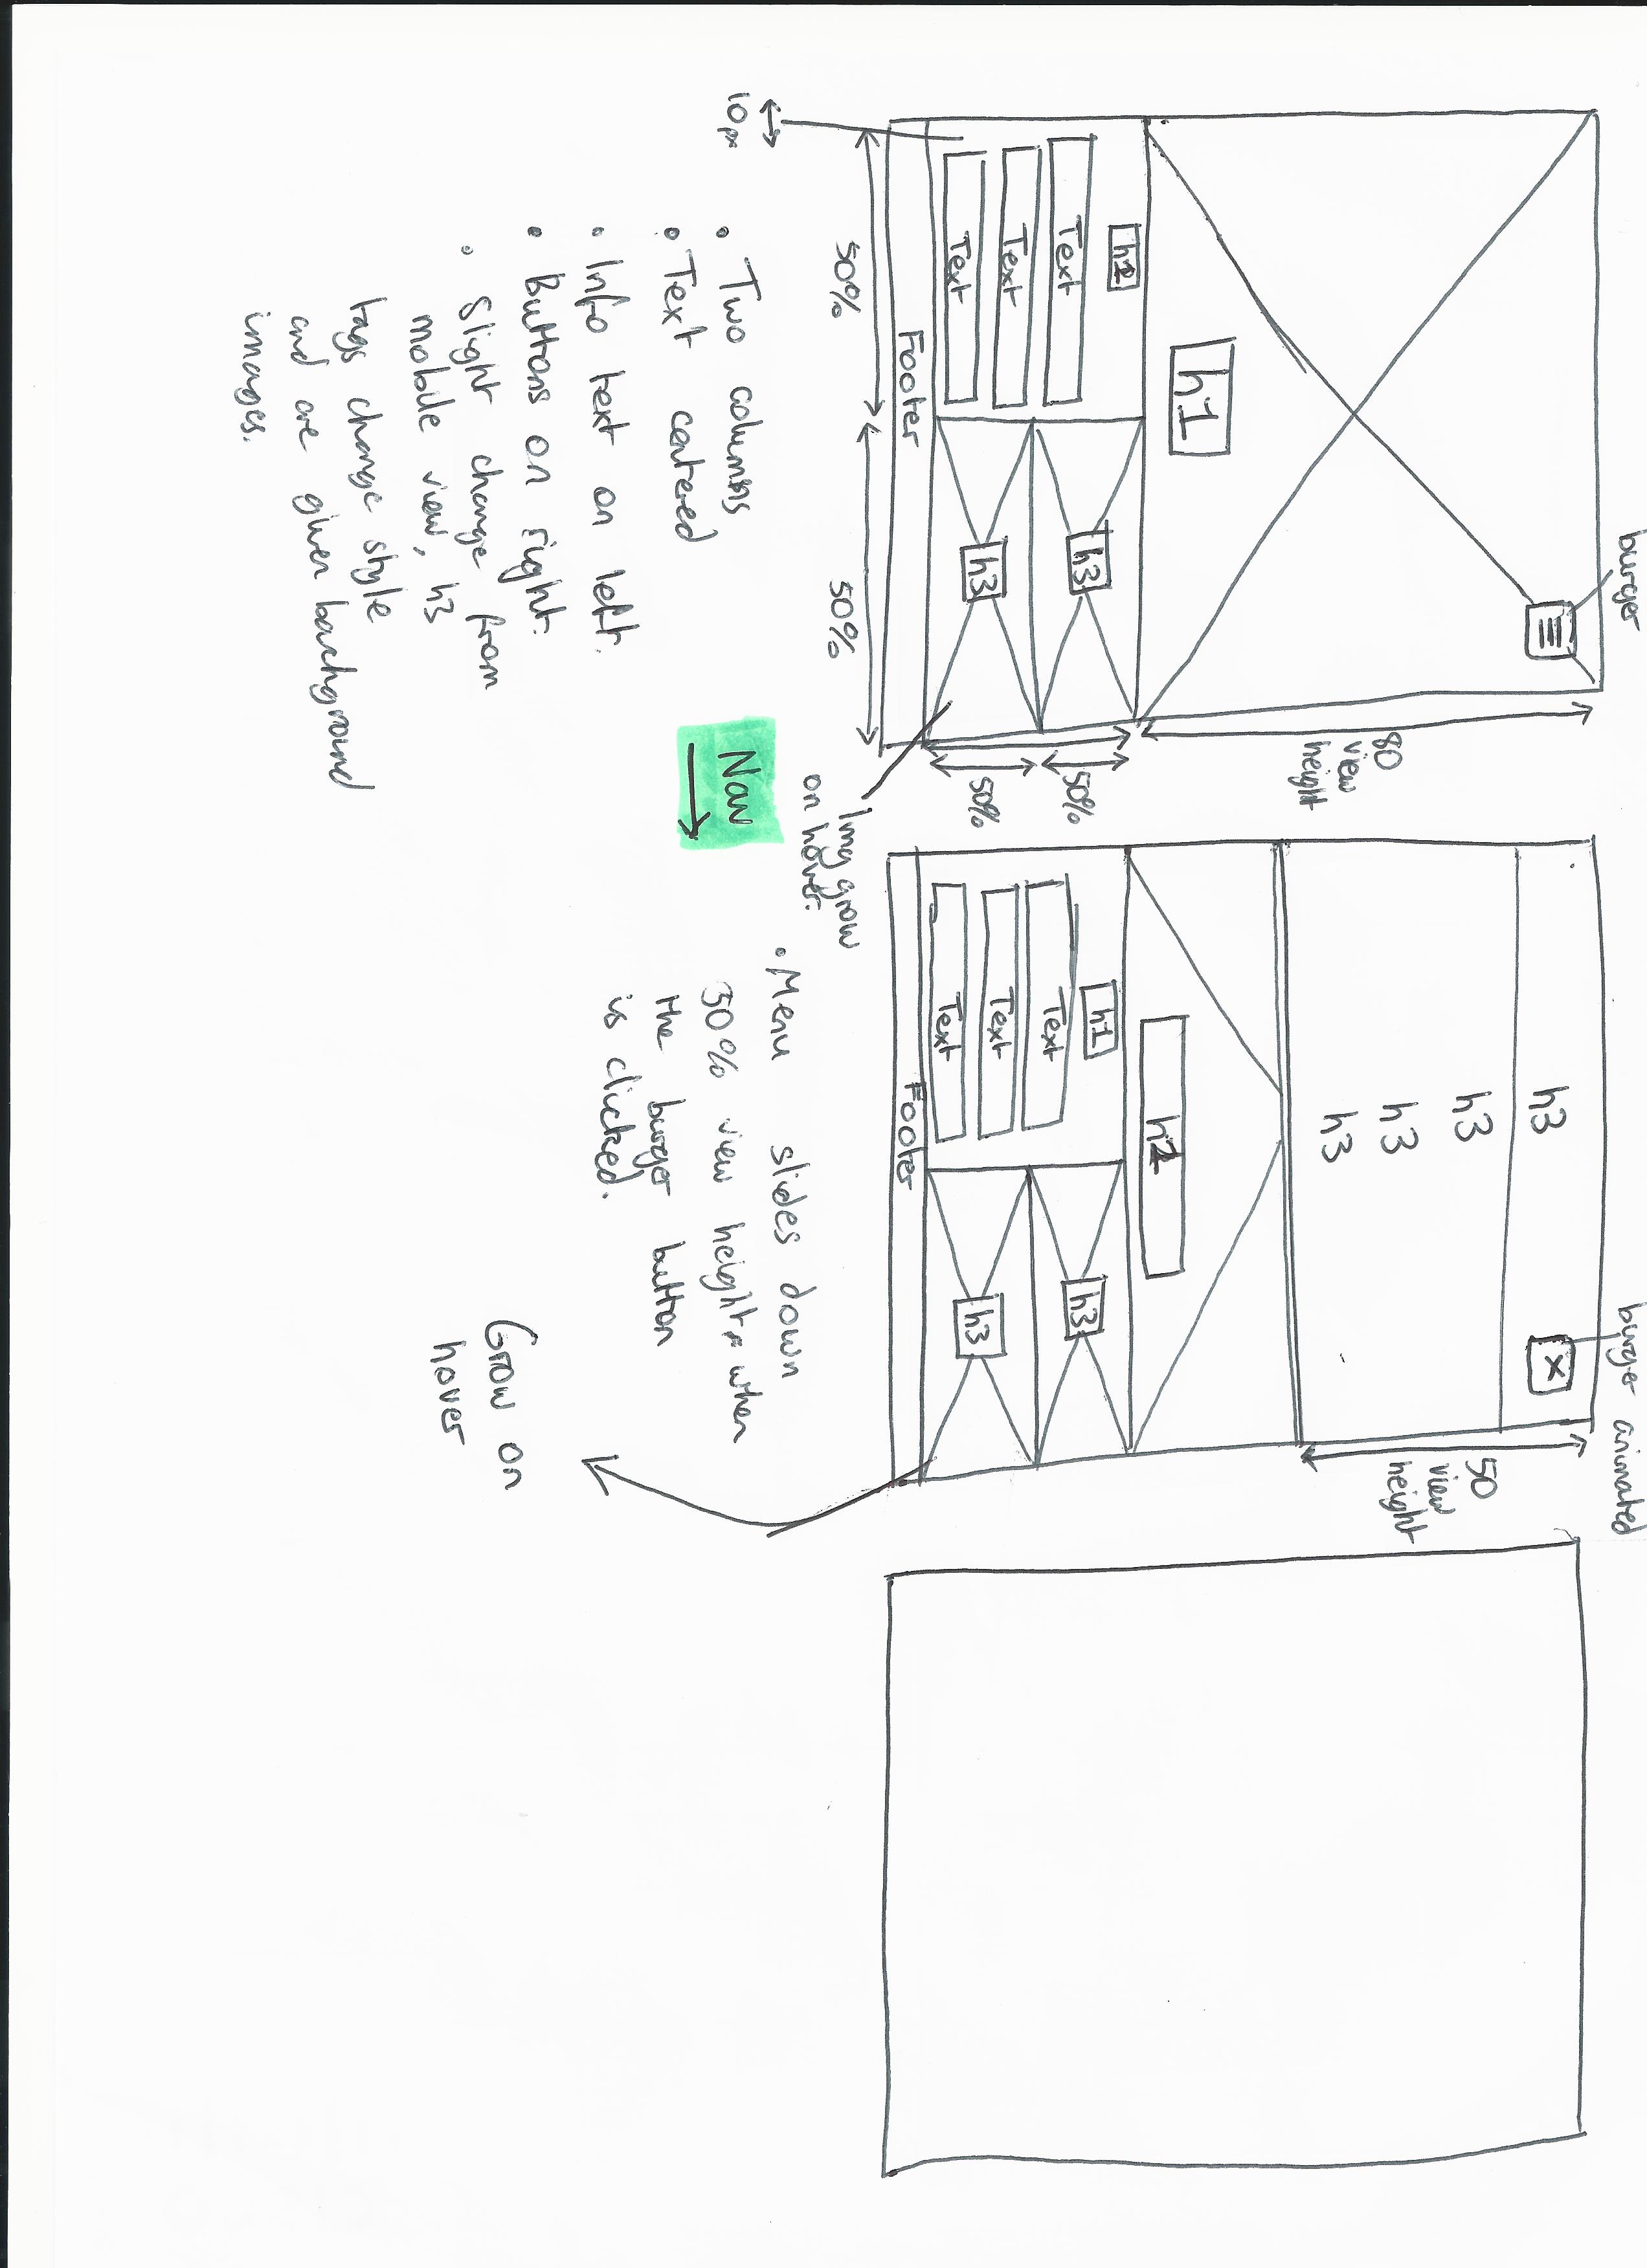 burger
80
view
height
h1
h2
Text
Text
Text
h3
h3
50%
50%
Footer
50%
50%
10px
Img grow
on hover.
• Two columns
• Text centered
• Info text on left.
• Buttons on right.
• Slight change from
mobile view, h3
tags change style
and are given background
images.
Nav
burger animated
h3
x
h3
h3
h3
50
view
height
h1
Text
Text
Text
h3
h3
Footer
• Menu slides down
50% view height when
the burger button
is clicked.
Grow on
hover